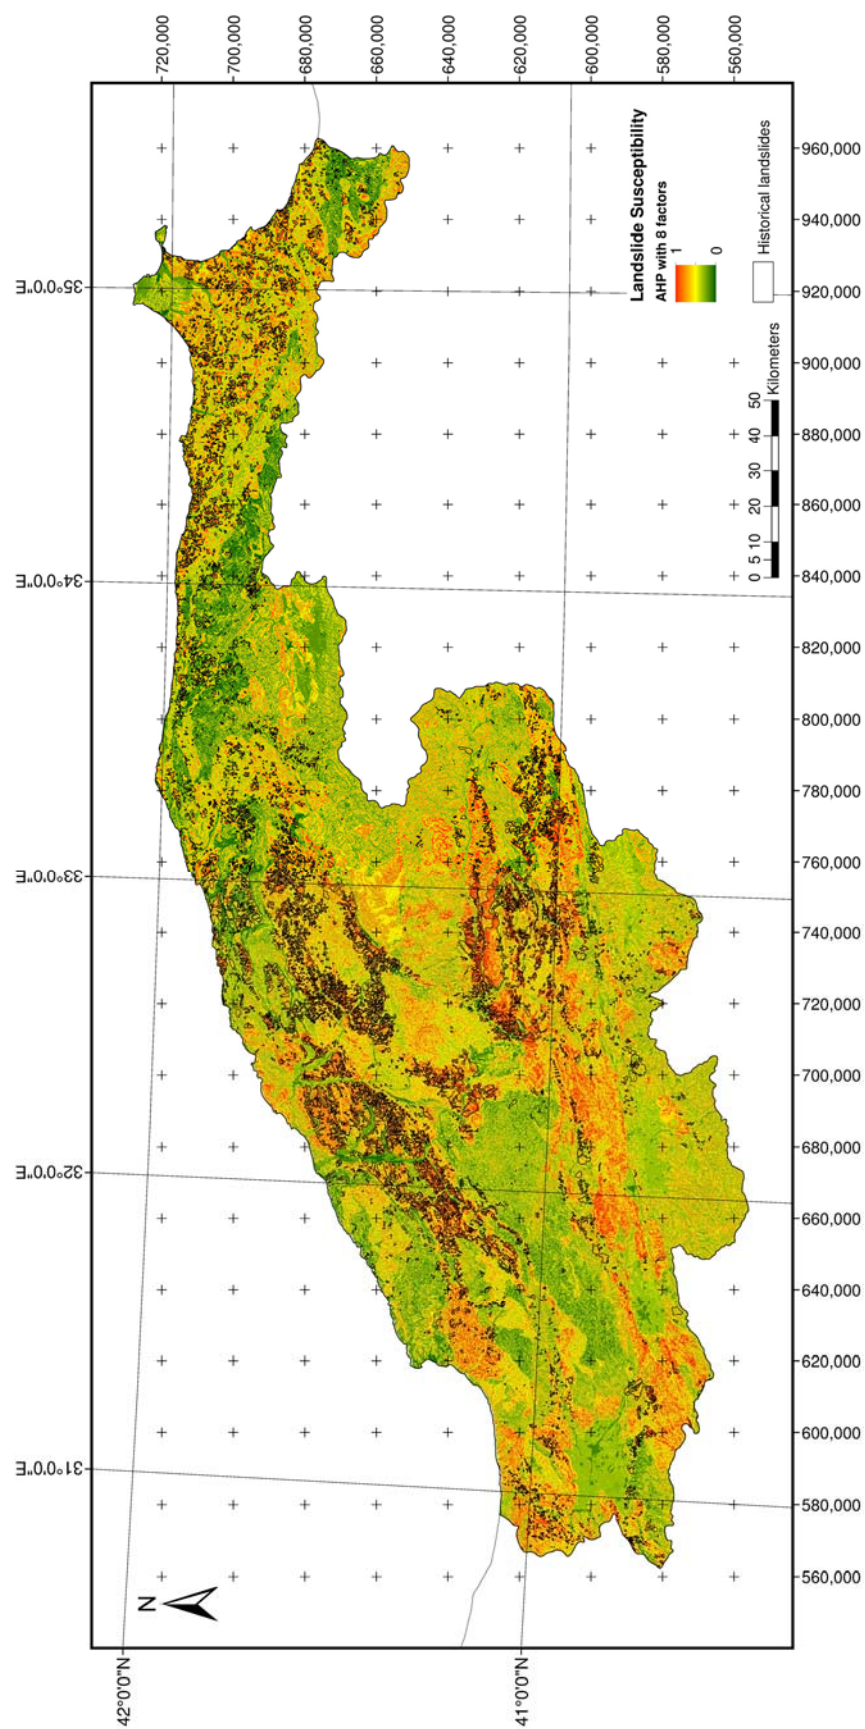 720,000
700,000
680,000
660,000
640,000
620,000
600,000
580,000
560,000
35°0'0"E
34°0'0"E
33°0'0"E
32°0'0"E
31°0'0"E
42°0'0"N
41°0'0"N
N
560,000
580,000
600,000
620,000
640,000
660,000
680,000
700,000
720,000
740,000
760,000
780,000
800,000
820,000
840,000
860,000
880,000
900,000
920,000
940,000
960,000
Landslide Susceptibility
AHP with 8 factors
1
0
Historical landslides
0 5 10 20 30 40 50
Kilometers